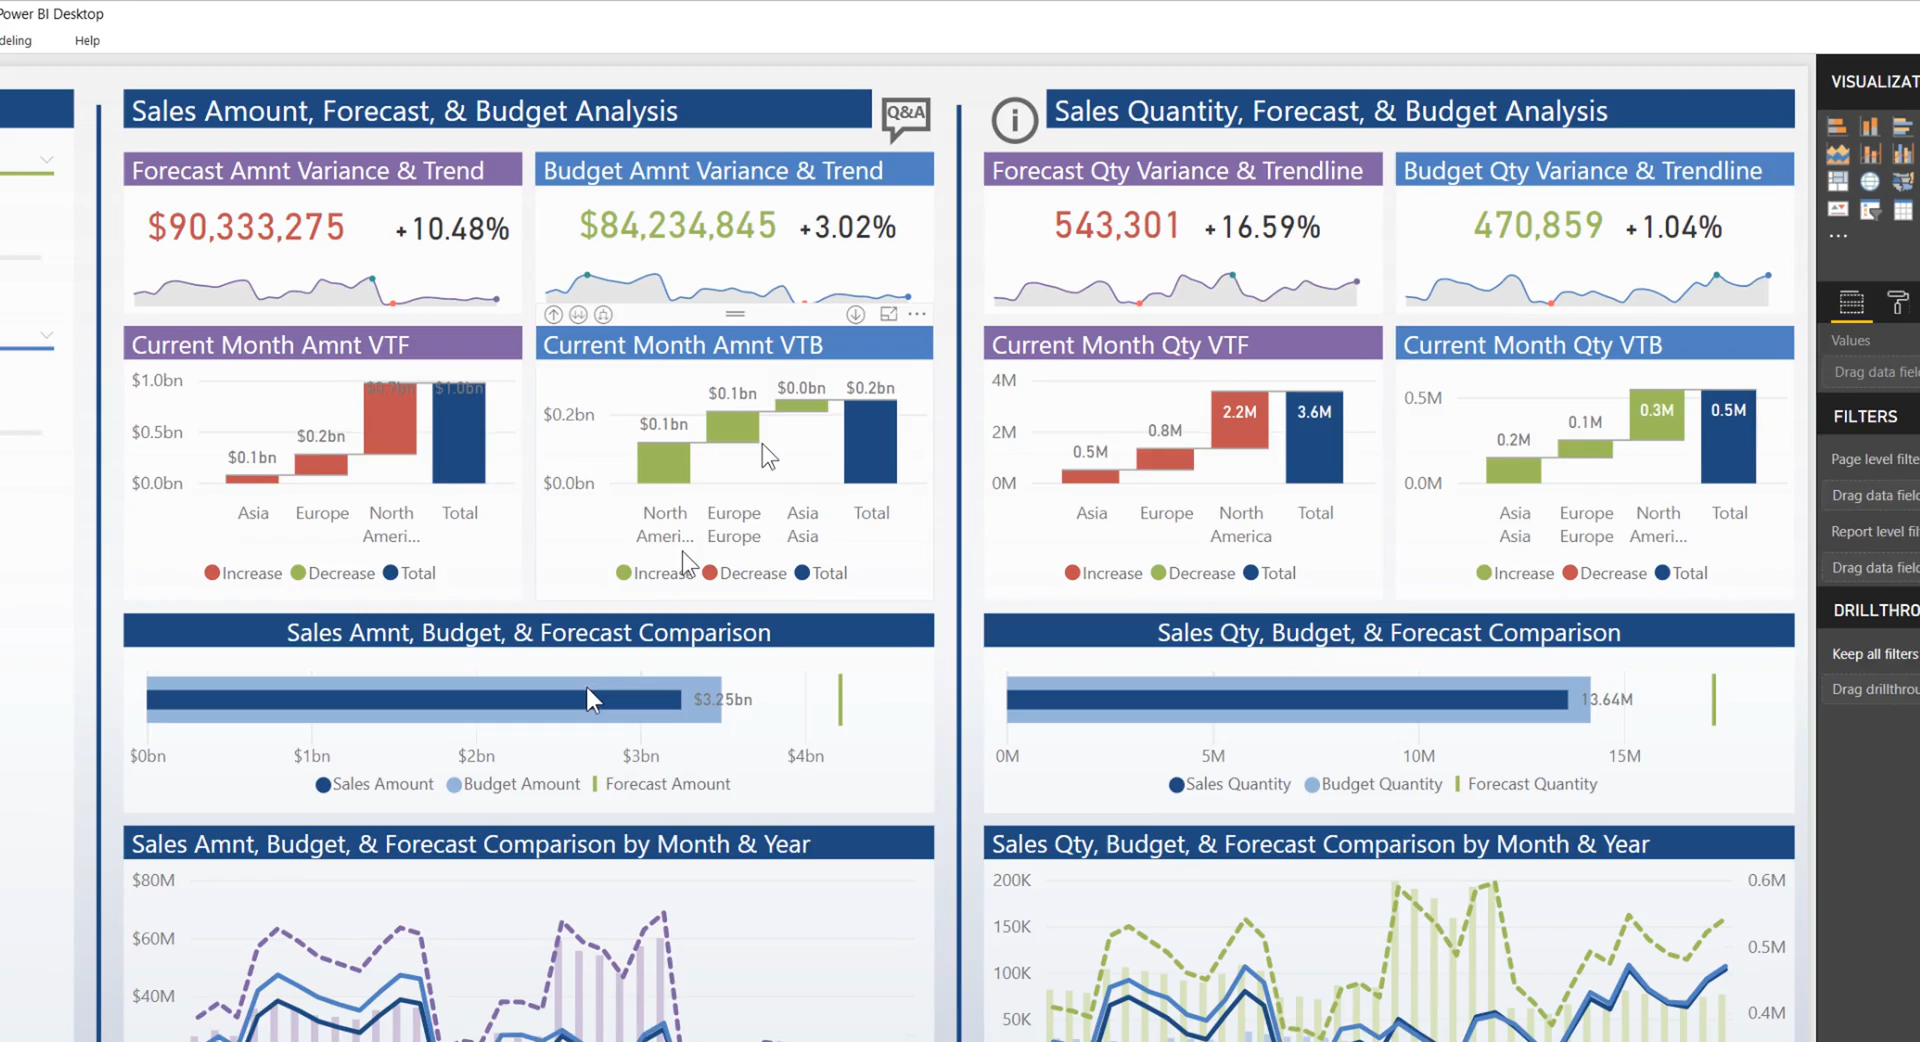 Power BI Desktop
deling Help
Sales Amount, Forecast, & Budget Analysis
Q&A
Forecast Amnt Variance & Trend
$90,333,275 +10.48%
Budget Amnt Variance & Trend
$84,234,845 +3.02%
Current Month Amnt VTF
$1.0bn
$0.5bn
$0.0bn
$0.1bn
$0.2bn
$0.7bn
$1.0bn
Asia Europe North Ameri... Total
Increase Decrease Total
Current Month Amnt VTB
$0.2bn
$0.0bn
$0.1bn
$0.1bn
$0.0bn
$0.2bn
North Europe Asia Total
Ameri... Europe Asia
Increase Decrease Total
Sales Amnt, Budget, & Forecast Comparison
$3.25bn
$0bn $1bn $2bn $3bn $4bn
Sales Amount Budget Amount Forecast Amount
Sales Amnt, Budget, & Forecast Comparison by Month & Year
$80M
$60M
$40M
i
Sales Quantity, Forecast, & Budget Analysis
Forecast Qty Variance & Trendline
543,301 +16.59%
Budget Qty Variance & Trendline
470,859 +1.04%
Current Month Qty VTF
4M
2M
0M
0.5M
0.8M
2.2M
3.6M
Asia Europe North Total
America
Increase Decrease Total
Current Month Qty VTB
0.5M
0.0M
0.2M
0.1M
0.3M
0.5M
Asia Europe North Total
Asia Europe Ameri...
Increase Decrease Total
Sales Qty, Budget, & Forecast Comparison
13.64M
0M 5M 10M 15M
Sales Quantity Budget Quantity Forecast Quantity
Sales Qty, Budget, & Forecast Comparison by Month & Year
200K
150K
100K
50K
0.6M
0.5M
0.4M
VISUALIZAT
...
Values
Drag data fiel
FILTERS
Page level filte
Drag data fiel
Report level fil
Drag data fiel
DRILLTHRO
Keep all filters
Drag drillthrou